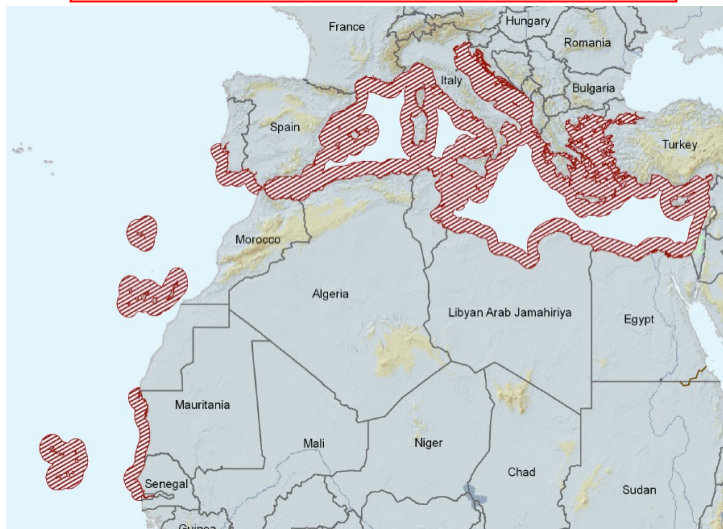 France
Hungary
Romania
Italy
Bulgaria
Spain
Turkey
Morocco
Algeria
Libyan Arab Jamahiriya
Egypt
Mauritania
Mali
Niger
Chad
Senegal
Sudan
Guinea